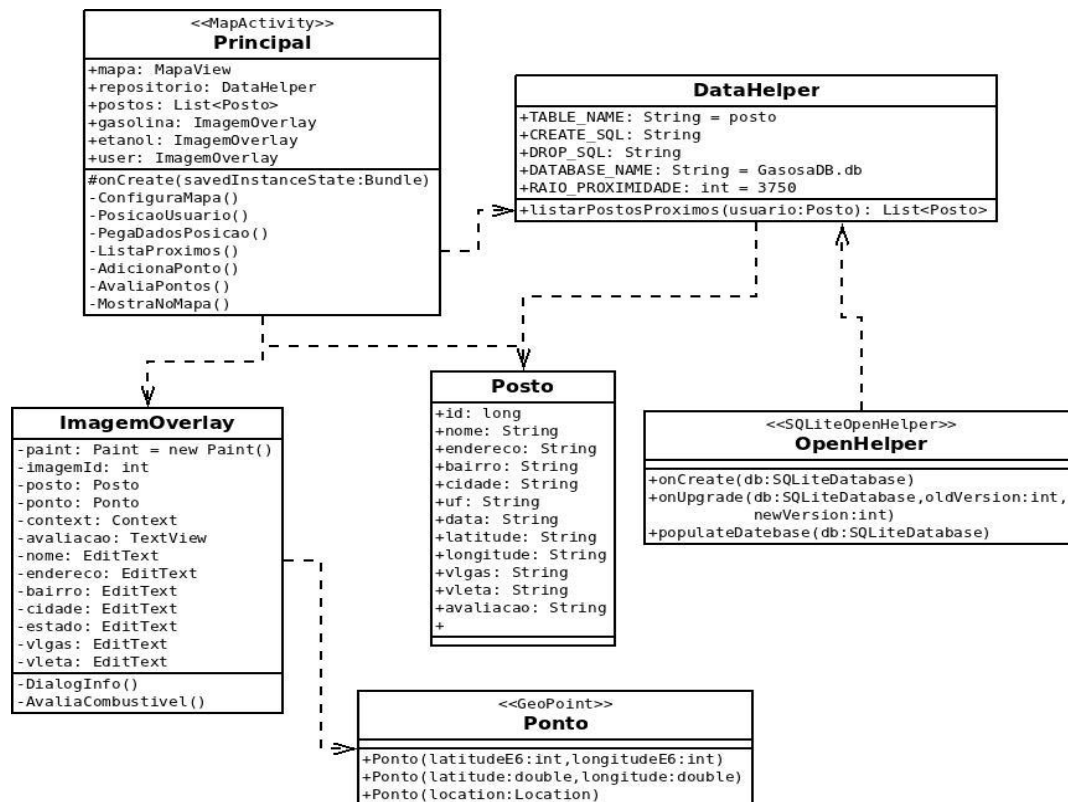 <<MapActivity>>
Principal
+mapa: MapaView
+repositorio: DataHelper
+postos: List<Posto>
+gasolina: ImagemOverlay
+etanol: ImagemOverlay
+user: ImagemOverlay
#onCreate(savedInstanceState:Bundle)
-ConfiguraMapa()
-PosicaoUsuario()
-PegaDadosPosicao()
-ListaProximos()
-AdicionaPonto()
-AvaliaPontos()
-MostraNoMapa()
DataHelper
+TABLE_NAME: String = posto
+CREATE_SQL: String
+DROP_SQL: String
+DATABASE_NAME: String = GasosaDB.db
+RAIO_PROXIMIDADE: int = 3750
+listarPostosProximos(usuario:Posto): List<Posto>
ImagemOverlay
-paint: Paint = new Paint()
-imagemId: int
-posto: Posto
-ponto: Ponto
-context: Context
-avaliacao: TextView
-nome: EditText
-endereco: EditText
-bairro: EditText
-cidade: EditText
-estado: EditText
-vlgas: EditText
-vleta: EditText
-DialogInfo()
-AvaliaCombustivel()
Posto
+id: long
+nome: String
+endereco: String
+bairro: String
+cidade: String
+uf: String
+data: String
+latitude: String
+longitude: String
+vlgas: String
+vleta: String
+avaliacao: String
+
<<SQLiteOpenHelper>>
OpenHelper
+onCreate(db:SQLiteDatabase)
+onUpgrade(db:SQLiteDatabase,oldVersion:int,
newVersion:int)
+populateDatebase(db:SQLiteDatabase)
<<GeoPoint>>
Ponto
+Ponto(latitudeE6:int,longitudeE6:int)
+Ponto(latitude:double,longitude:double)
+Ponto(location:Location)